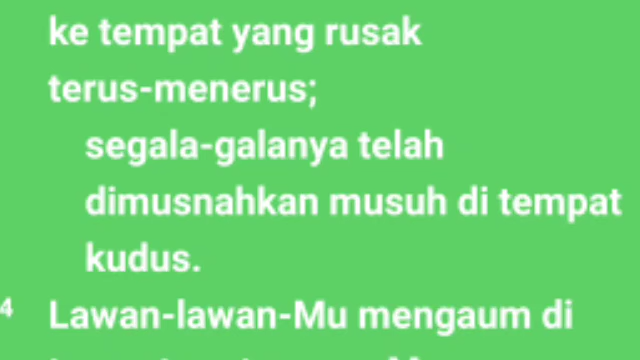 ke tempat yang rusak
terus-menerus;
segala-galanya telah
dimusnahkan musuh di tempat
kudus.
4 Lawan-lawan-Mu mengaum di